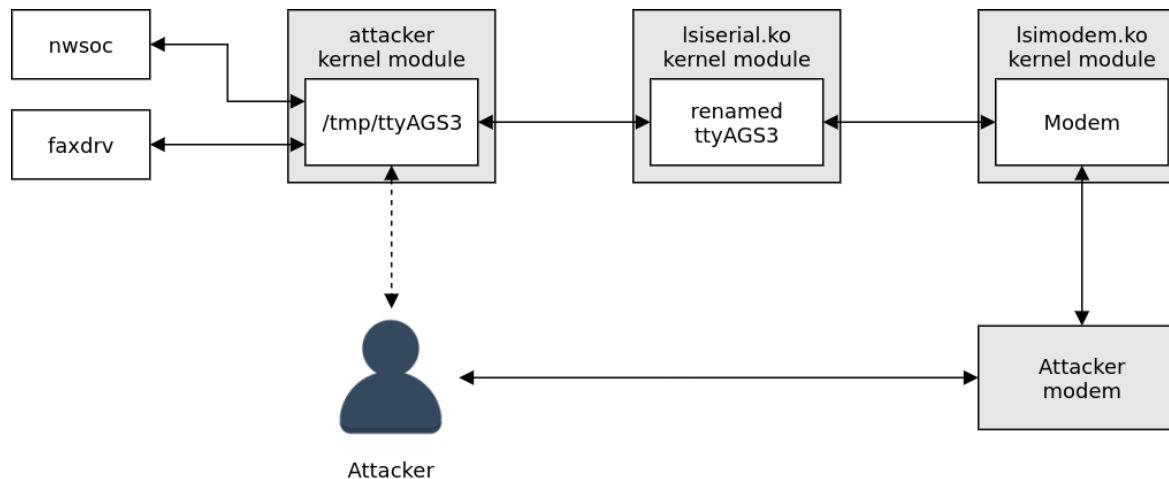 nwsoc
faxdrv
attacker
kernel module
/tmp/ttyAGS3
lsiserial.ko
kernel module
renamed
ttyAGS3
lsimodem.ko
kernel module
Modem
Attacker
modem
Attacker